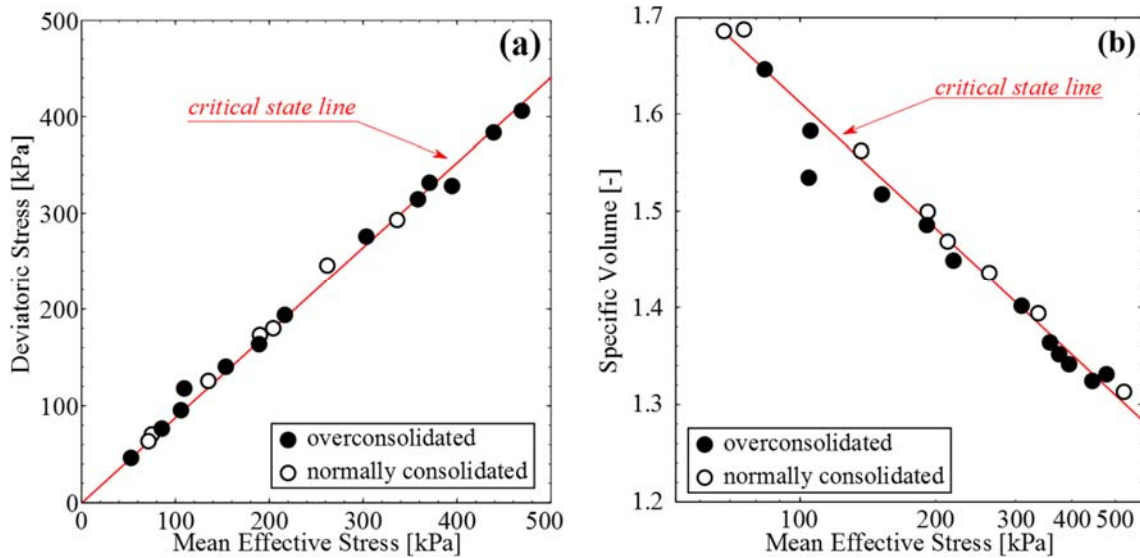 500
(a)
400
critical state line
300
200
100
0
0 100 200 300 400 500
Deviatoric Stress [kPa]
Mean Effective Stress [kPa]
overconsolidated
normally consolidated
1.7
(b)
critical state line
1.6
1.5
1.4
1.3
1.2
100 200 300 400 500
Specific Volume [-]
Mean Effective Stress [kPa]
overconsolidated
normally consolidated